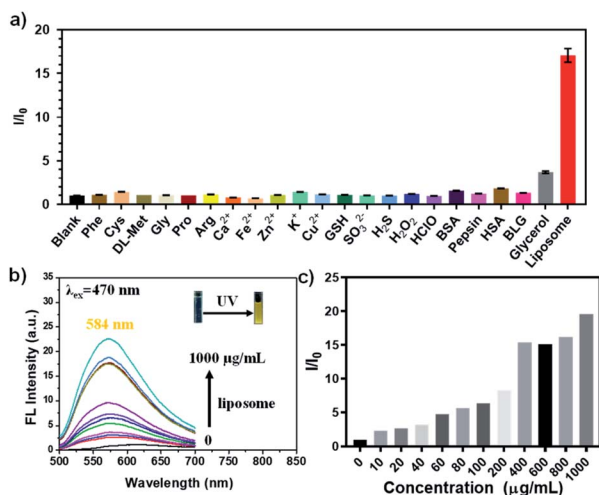 a)
20
15
10
5
0
I/I₀
Blank
Phe
Cys
DL-Met
Gly
Pro
Arg
Ca²⁺
Fe²⁺
Zn²⁺
K⁺
Cu²⁺
GSH
SO₃²⁻
H₂S
H₂O₂
HClO
BSA
Pepsin
HSA
BLG
Glycerol
Liposome
b)
35
30
25
20
15
10
5
0
FL Intensity (a.u.)
λex=470 nm
584 nm
UV
1000 μg/mL
liposome
0
500 550 600 650 700 750 800 850
Wavelength (nm)
c)
25
20
15
10
5
0
I/I₀
0
10
20
40
60
80
100
200
400
600
800
1000
Concentration (μg/mL)